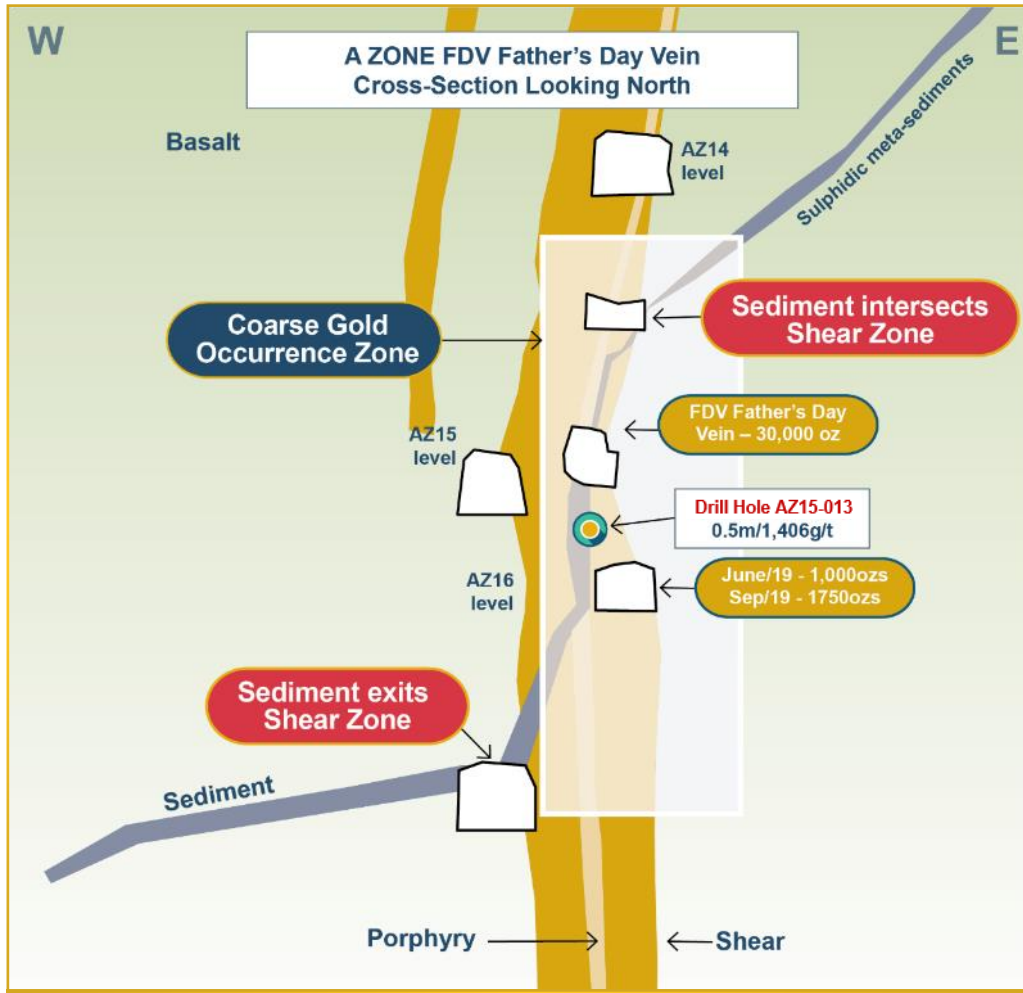 W
E
A ZONE FDV Father's Day Vein
Cross-Section Looking North
Basalt
AZ14
level
Sulphidic meta-sediments
Coarse Gold
Occurrence Zone
Sediment intersects
Shear Zone
FDV Father's Day
Vein – 30,000 oz
AZ15
level
Drill Hole AZ15-013
0.5m/1,406g/t
AZ16
level
June/19 - 1,000ozs
Sep/19 - 1750ozs
Sediment exits
Shear Zone
Sediment
Porphyry
Shear